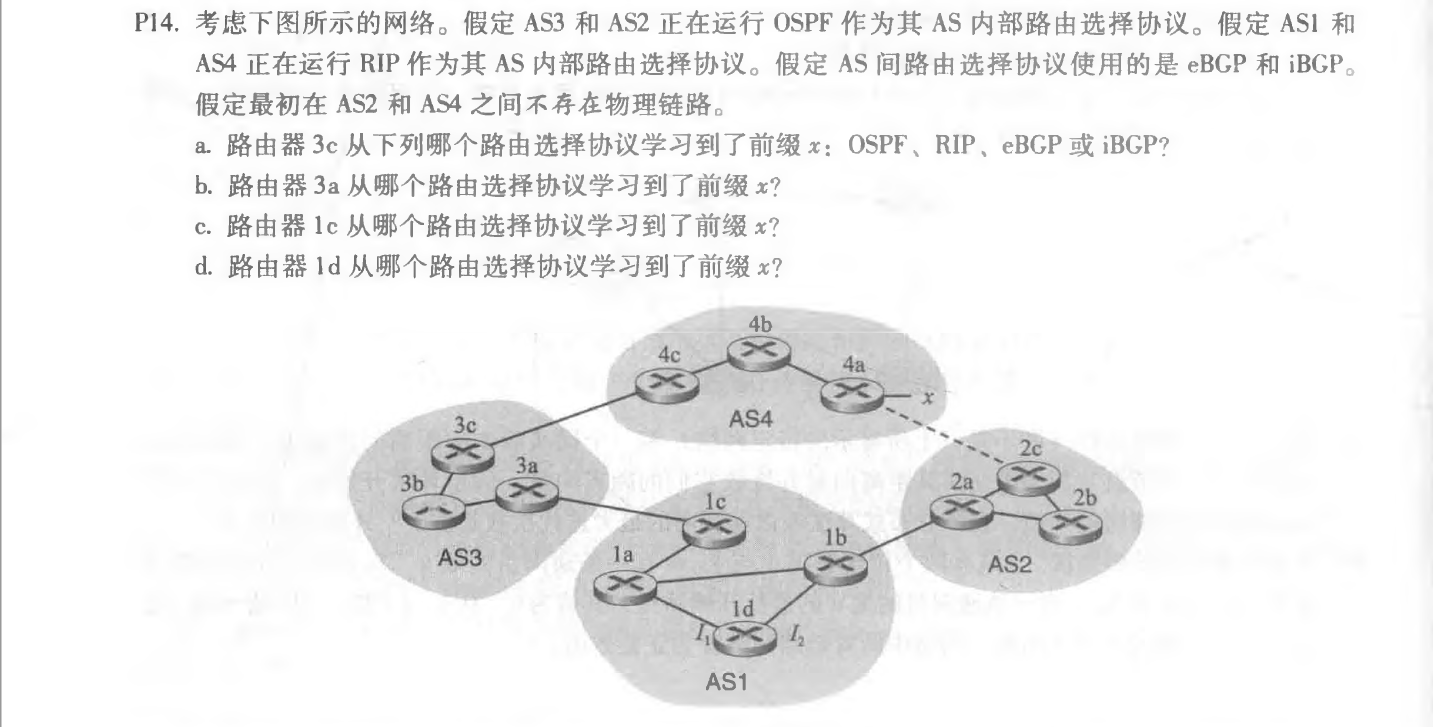 P14. 考虑下图所示的网络。假定 AS3 和 AS2 正在运行 OSPF 作为其 AS 内部路由选择协议。假定 AS1 和
AS4 正在运行 RIP 作为其 AS 内部路由选择协议。假定 AS 间路由选择协议使用的是 eBGP 和 iBGP。
假定最初在 AS2 和 AS4 之间不存在物理链路。
a. 路由器 3c 从下列哪个路由选择协议学习到了前缀 x：OSPF、RIP、eBGP 或 iBGP?
b. 路由器 3a 从哪个路由选择协议学习到了前缀 x?
c. 路由器 1c 从哪个路由选择协议学习到了前缀 x?
d. 路由器 1d 从哪个路由选择协议学习到了前缀 x?
4b
4c
4a
x
AS4
3c
3a
3b
AS3
2c
2a
2b
AS2
1c
1b
1a
1d
I₁
I₂
AS1